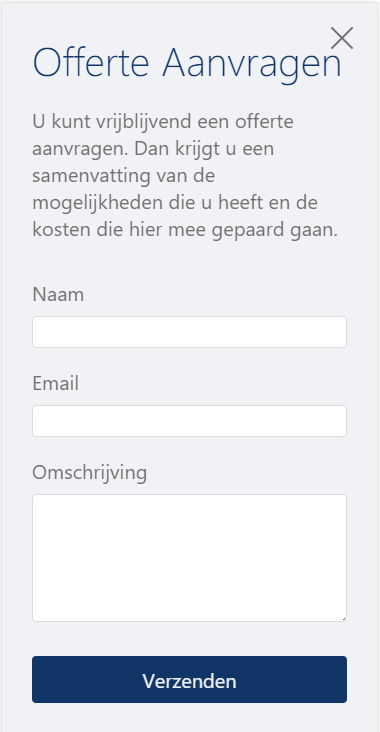 Offerte Aanvragen
U kunt vrijblijvend een offerte
aanvragen. Dan krijgt u een
samenvatting van de
mogelijkheden die u heeft en de
kosten die hier mee gepaard gaan.
Naam
Email
Omschrijving
Verzenden